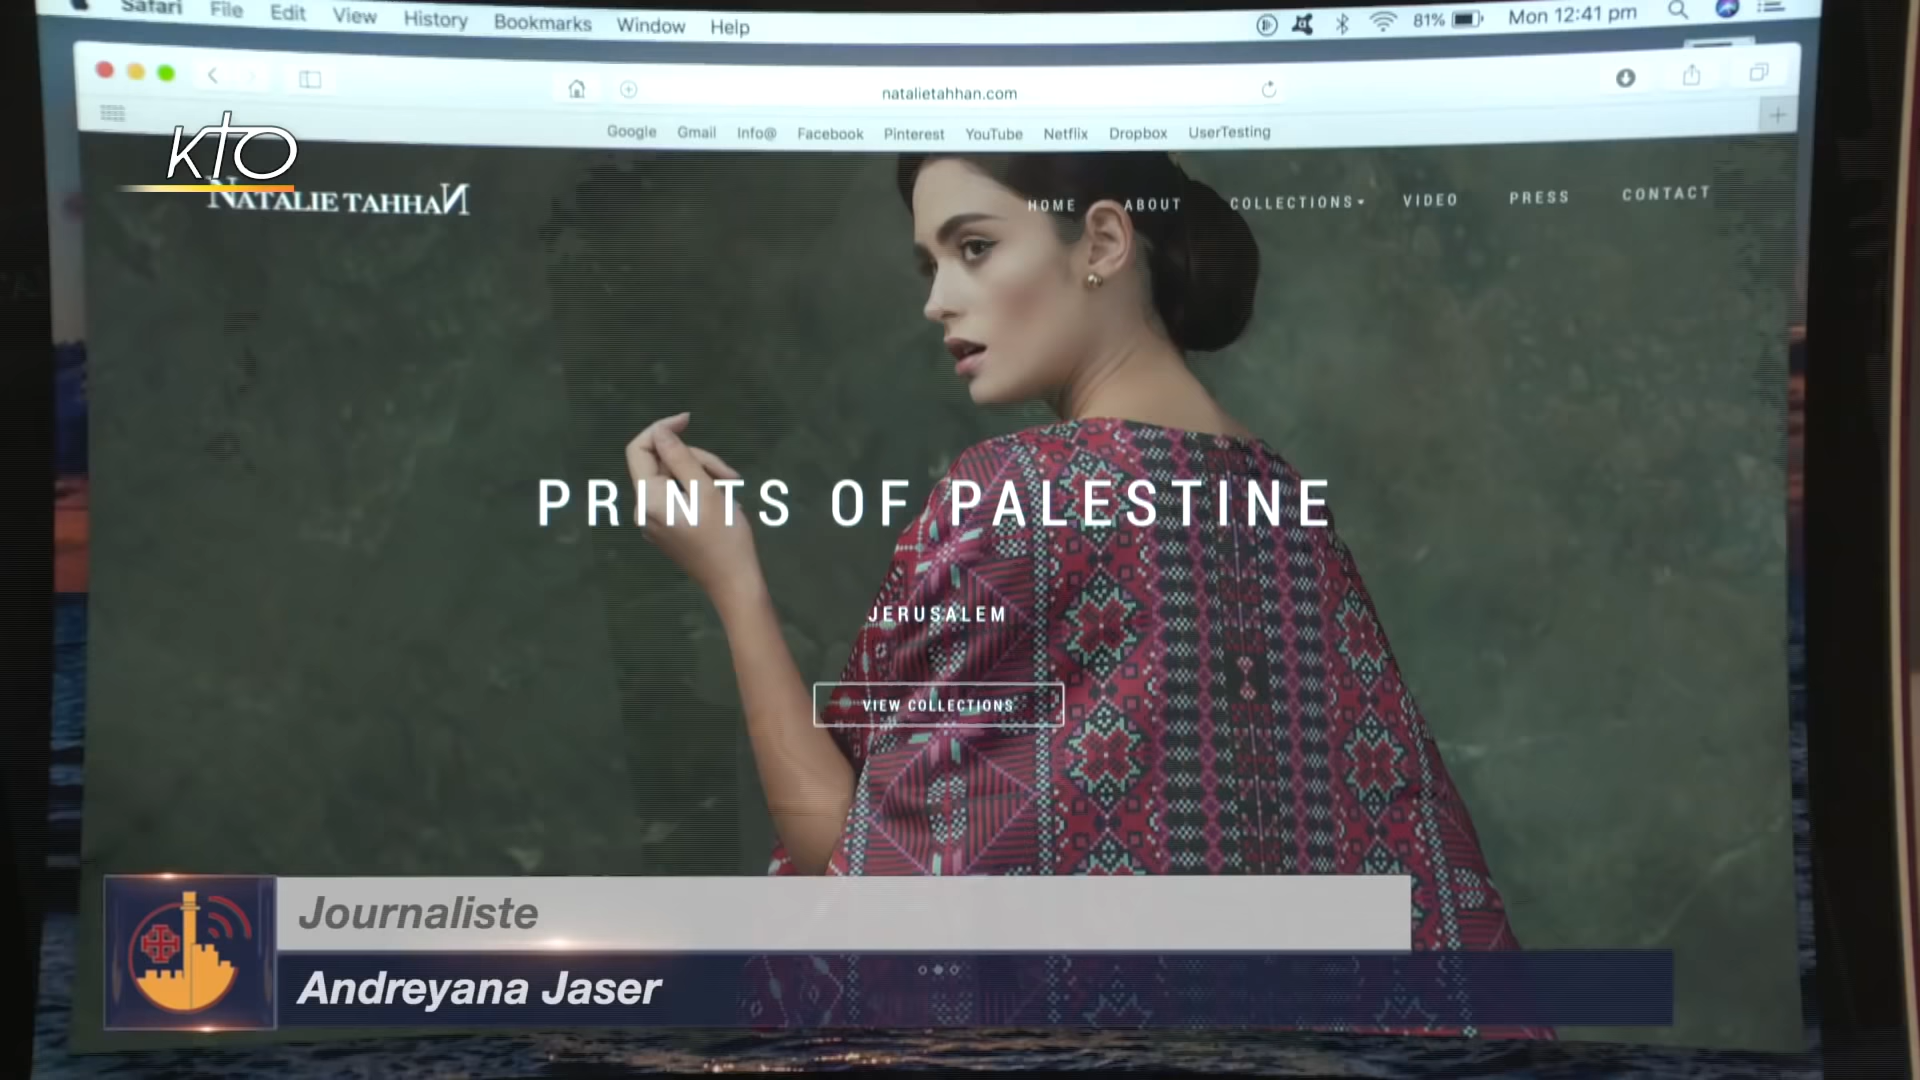 Safari File Edit View History Bookmarks Window Help 81% Mon 12:41 pm
natalietahhan.com
Google Gmail Info@ Facebook Pinterest YouTube Netflix Dropbox UserTesting
KTO
NATALIE TAHHAN
HOME ABOUT COLLECTIONS VIDEO PRESS CONTACT
PRINTS OF PALESTINE
JERUSALEM
VIEW COLLECTIONS
Journaliste
Andreyana Jaser